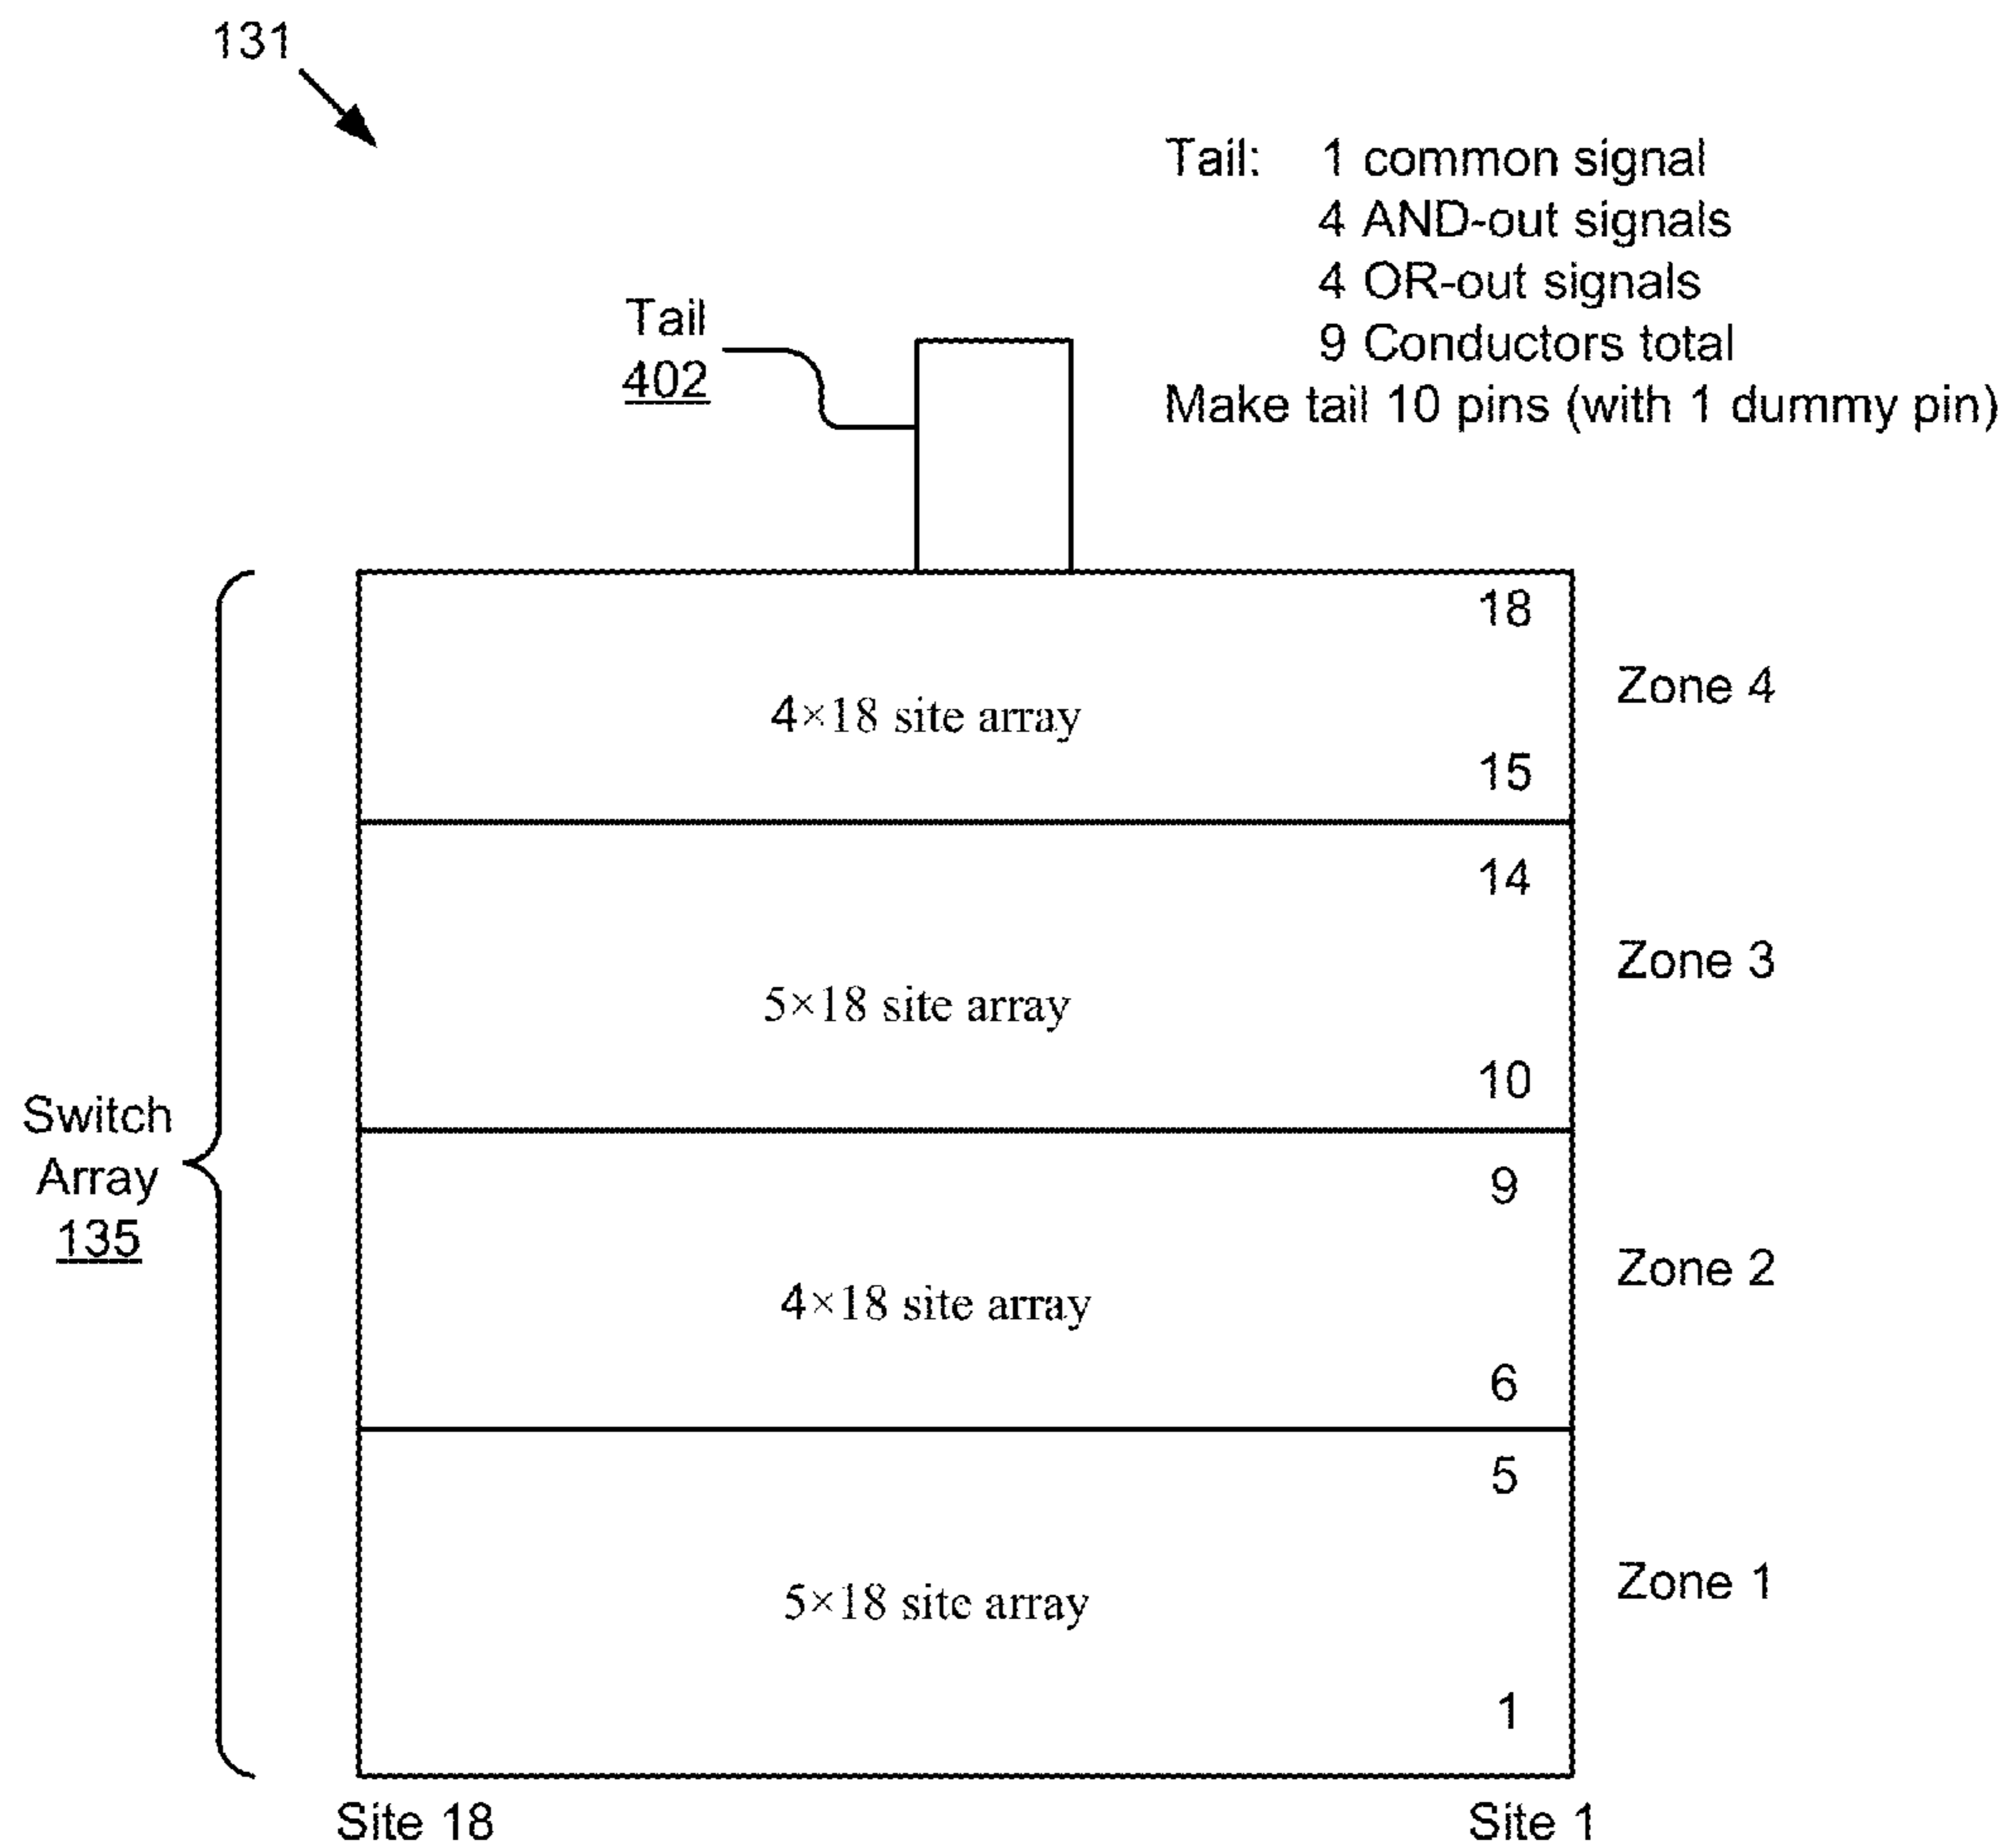 131
Tail: 1 common signal
4 AND-out signals
4 OR-out signals
9 Conductors total
Make tail 10 pins (with 1 dummy pin)
Tail
402
18
4×18 site array
15
Zone 4
14
5×18 site array
10
Zone 3
Switch
Array
135
9
4×18 site array
6
Zone 2
5
5×18 site array
1
Zone 1
Site 18
Site 1